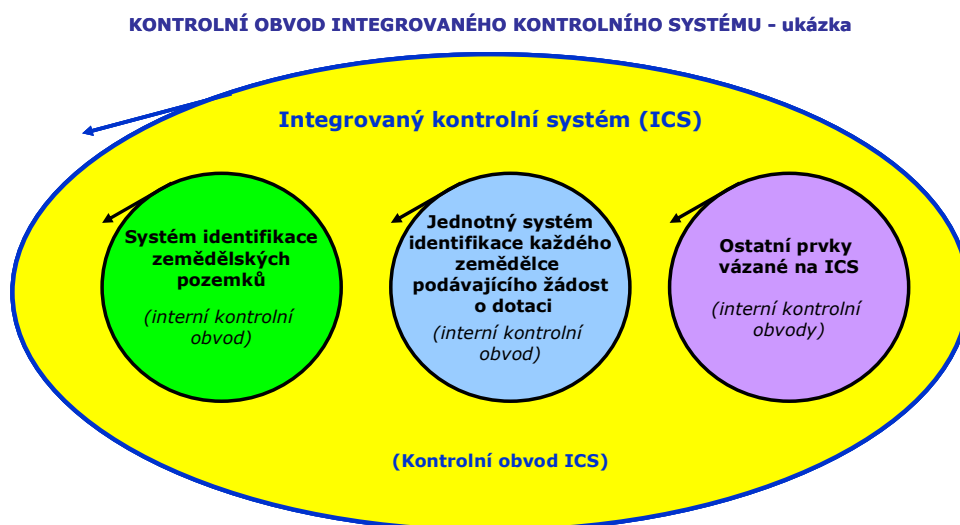 KONTROLNÍ OBVOD INTEGROVANÉHO KONTROLNÍHO SYSTÉMU - ukázka
Integrovaný kontrolní systém (ICS)
Systém identifikace
zemědělských
pozemků
(interní kontrolní
obvod)
Jednotný systém
identifikace každého
zemědělce
podávajícího žádost
o dotaci
(interní kontrolní
obvod)
Ostatní prvky
vázané na ICS
(interní kontrolní
obvody)
(Kontrolní obvod ICS)